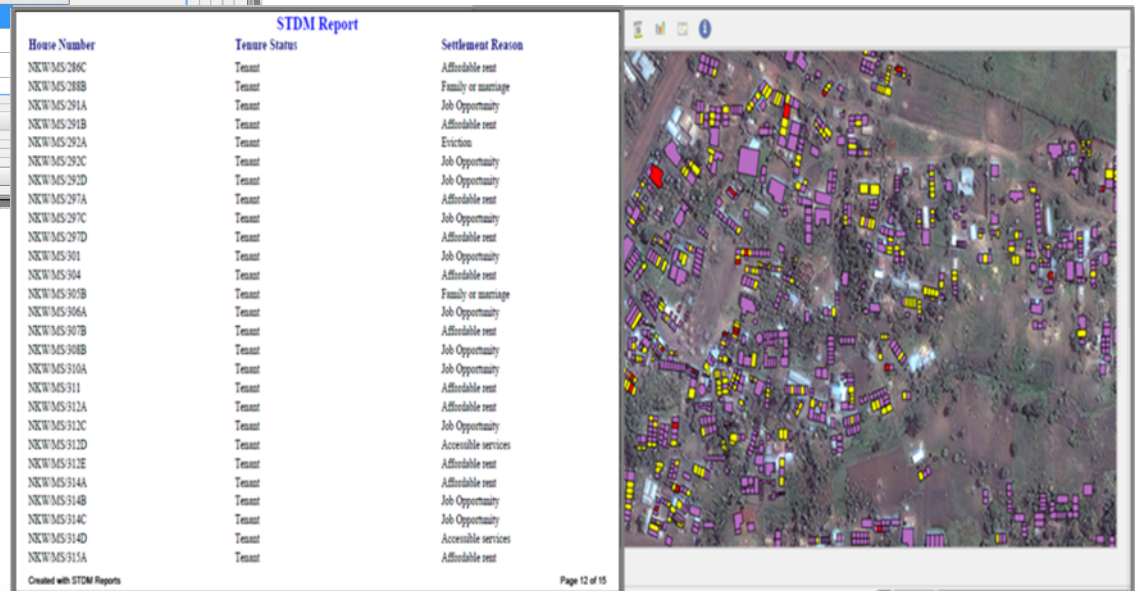 STDM Report
House Number Tenure Status Settlement Reason
NKW/MS/286C Tenant Affordable rent
NKW/MS/288B Tenant Family or marriage
NKW/MS/291A Tenant Job Opportunity
NKW/MS/291B Tenant Affordable rent
NKW/MS/292A Tenant Eviction
NKW/MS/292C Tenant Job Opportunity
NKW/MS/292D Tenant Job Opportunity
NKW/MS/297A Tenant Affordable rent
NKW/MS/297C Tenant Job Opportunity
NKW/MS/297D Tenant Affordable rent
NKW/MS/301 Tenant Job Opportunity
NKW/MS/304 Tenant Affordable rent
NKW/MS/305B Tenant Family or marriage
NKW/MS/306A Tenant Job Opportunity
NKW/MS/307B Tenant Affordable rent
NKW/MS/308B Tenant Job Opportunity
NKW/MS/310A Tenant Job Opportunity
NKW/MS/311 Tenant Affordable rent
NKW/MS/312A Tenant Affordable rent
NKW/MS/312C Tenant Job Opportunity
NKW/MS/312D Tenant Accessible services
NKW/MS/312E Tenant Affordable rent
NKW/MS/314A Tenant Affordable rent
NKW/MS/314B Tenant Job Opportunity
NKW/MS/314C Tenant Job Opportunity
NKW/MS/314D Tenant Accessible services
NKW/MS/315A Tenant Affordable rent
Created with STDM Reports Page 12 of 15